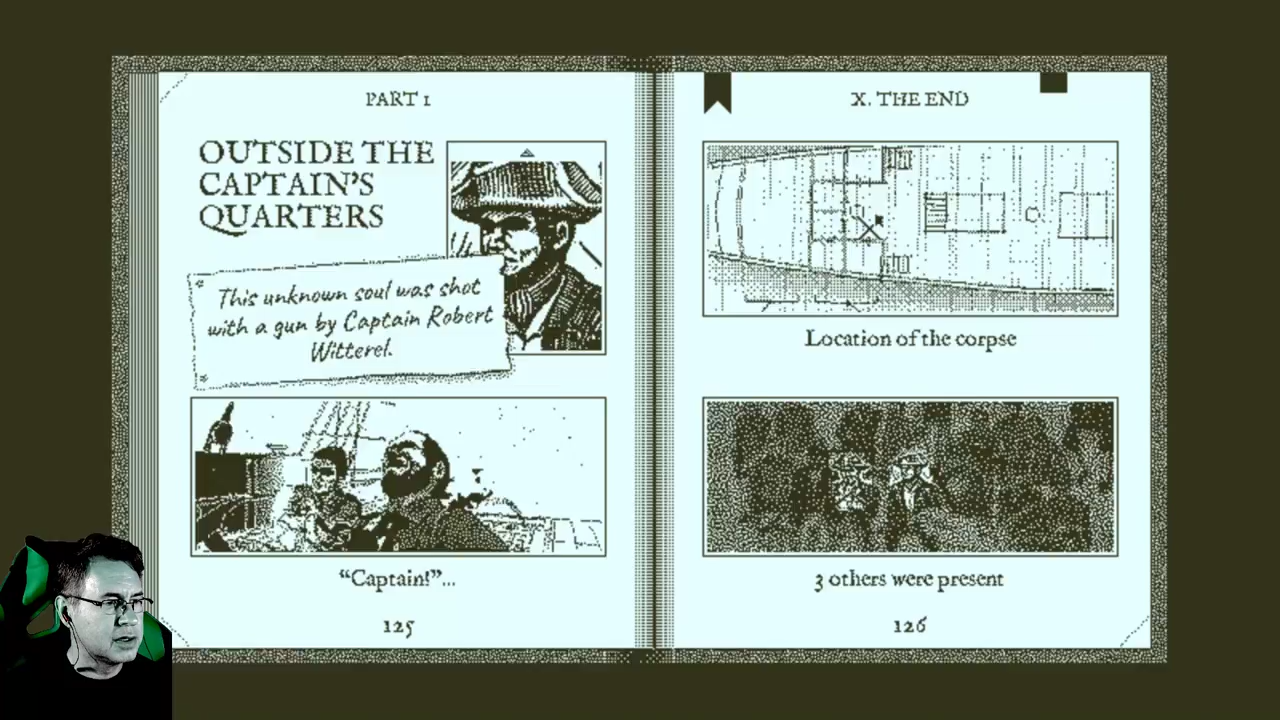 PART 1
OUTSIDE THE
CAPTAIN'S
QUARTERS
This unknown soul was shot
with a gun by Captain Robert
Witterel.
"Captain!"...
125
X. THE END
Location of the corpse
3 others were present
126